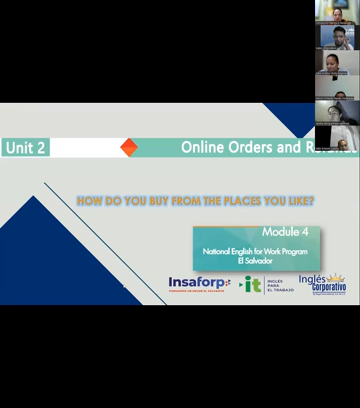 Unit 2
Online Orders and Refunds
HOW DO YOU BUY FROM THE PLACES YOU LIKE?
Module 4
National English for Work Program
El Salvador
Insaforp
it
INGLÉS
PARA
EL TRABAJO
Inglés
Corporativo